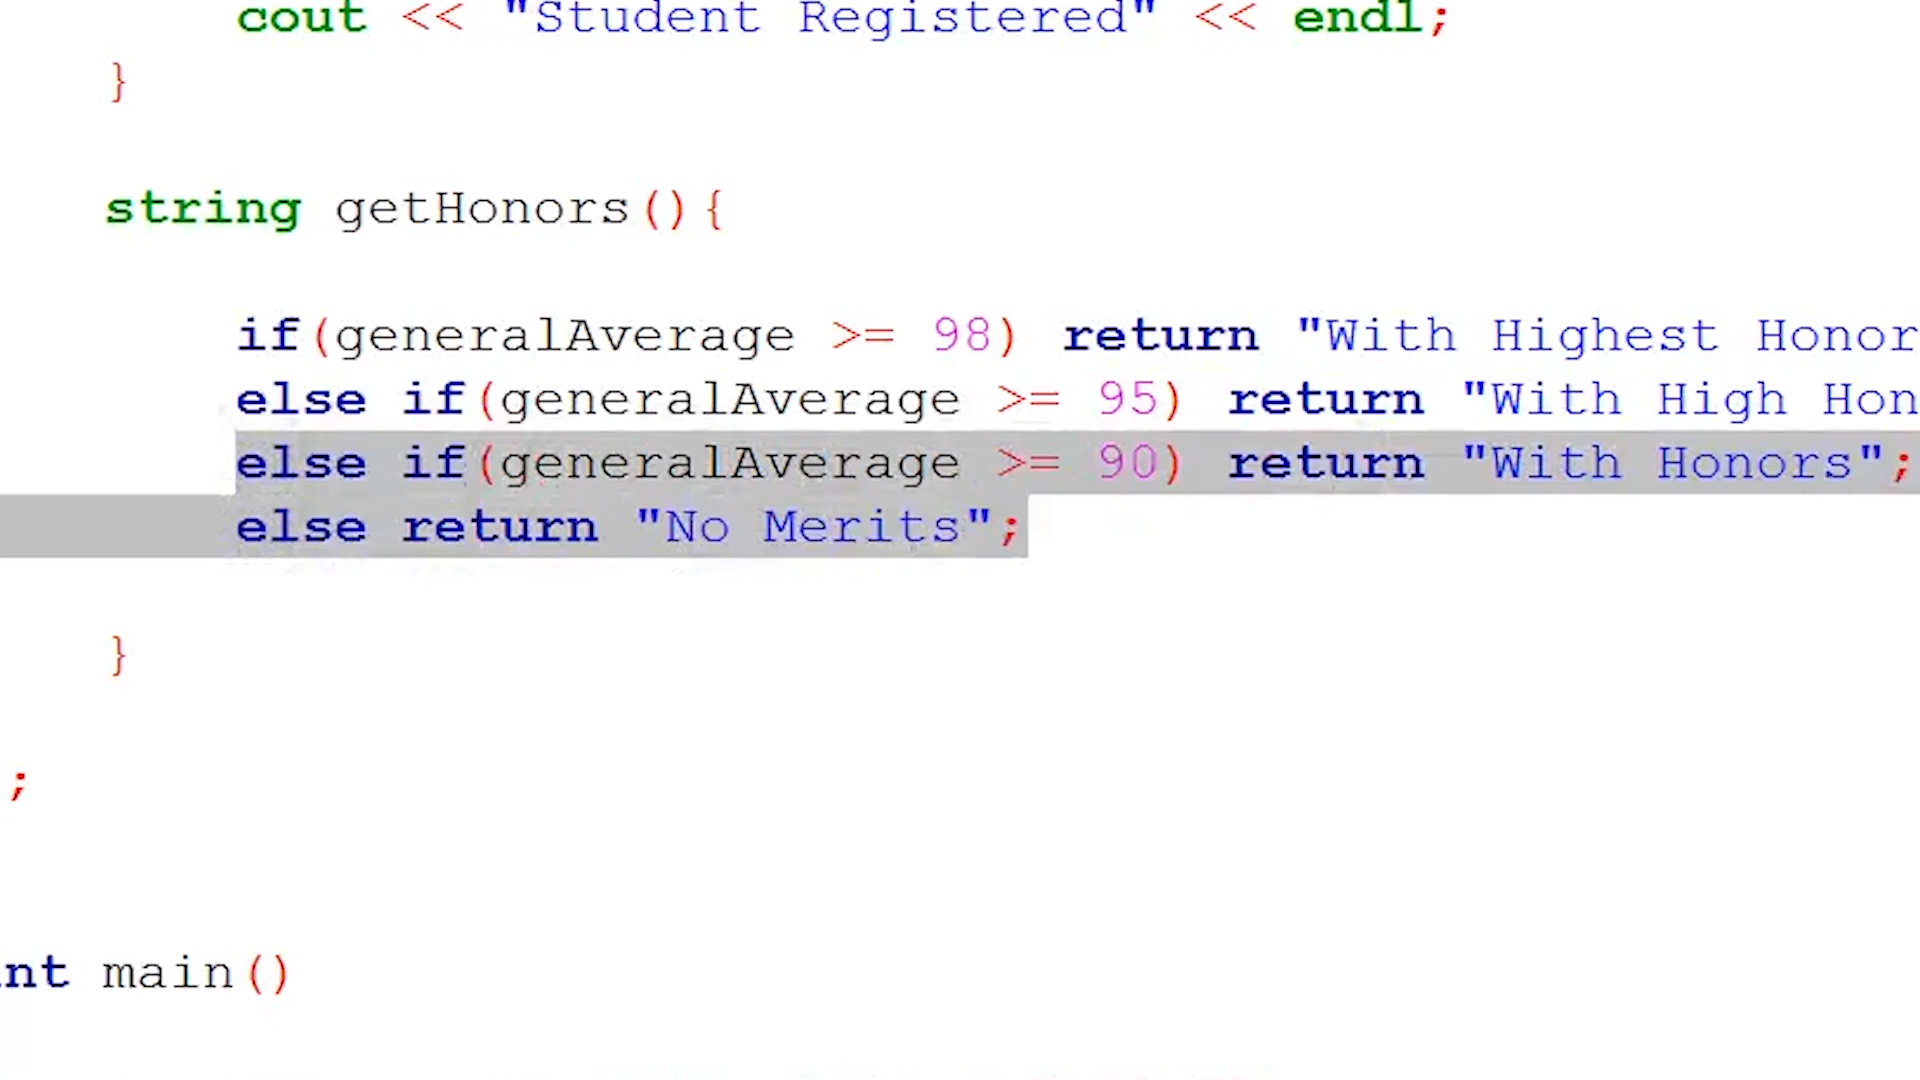 cout << "Student Registered" << endl;
}
string getHonors(){
if(generalAverage >= 98) return "With Highest Honor
else if(generalAverage >= 95) return "With High Hon
else if(generalAverage >= 90) return "With Honors";
else return "No Merits";
}
;
nt main()